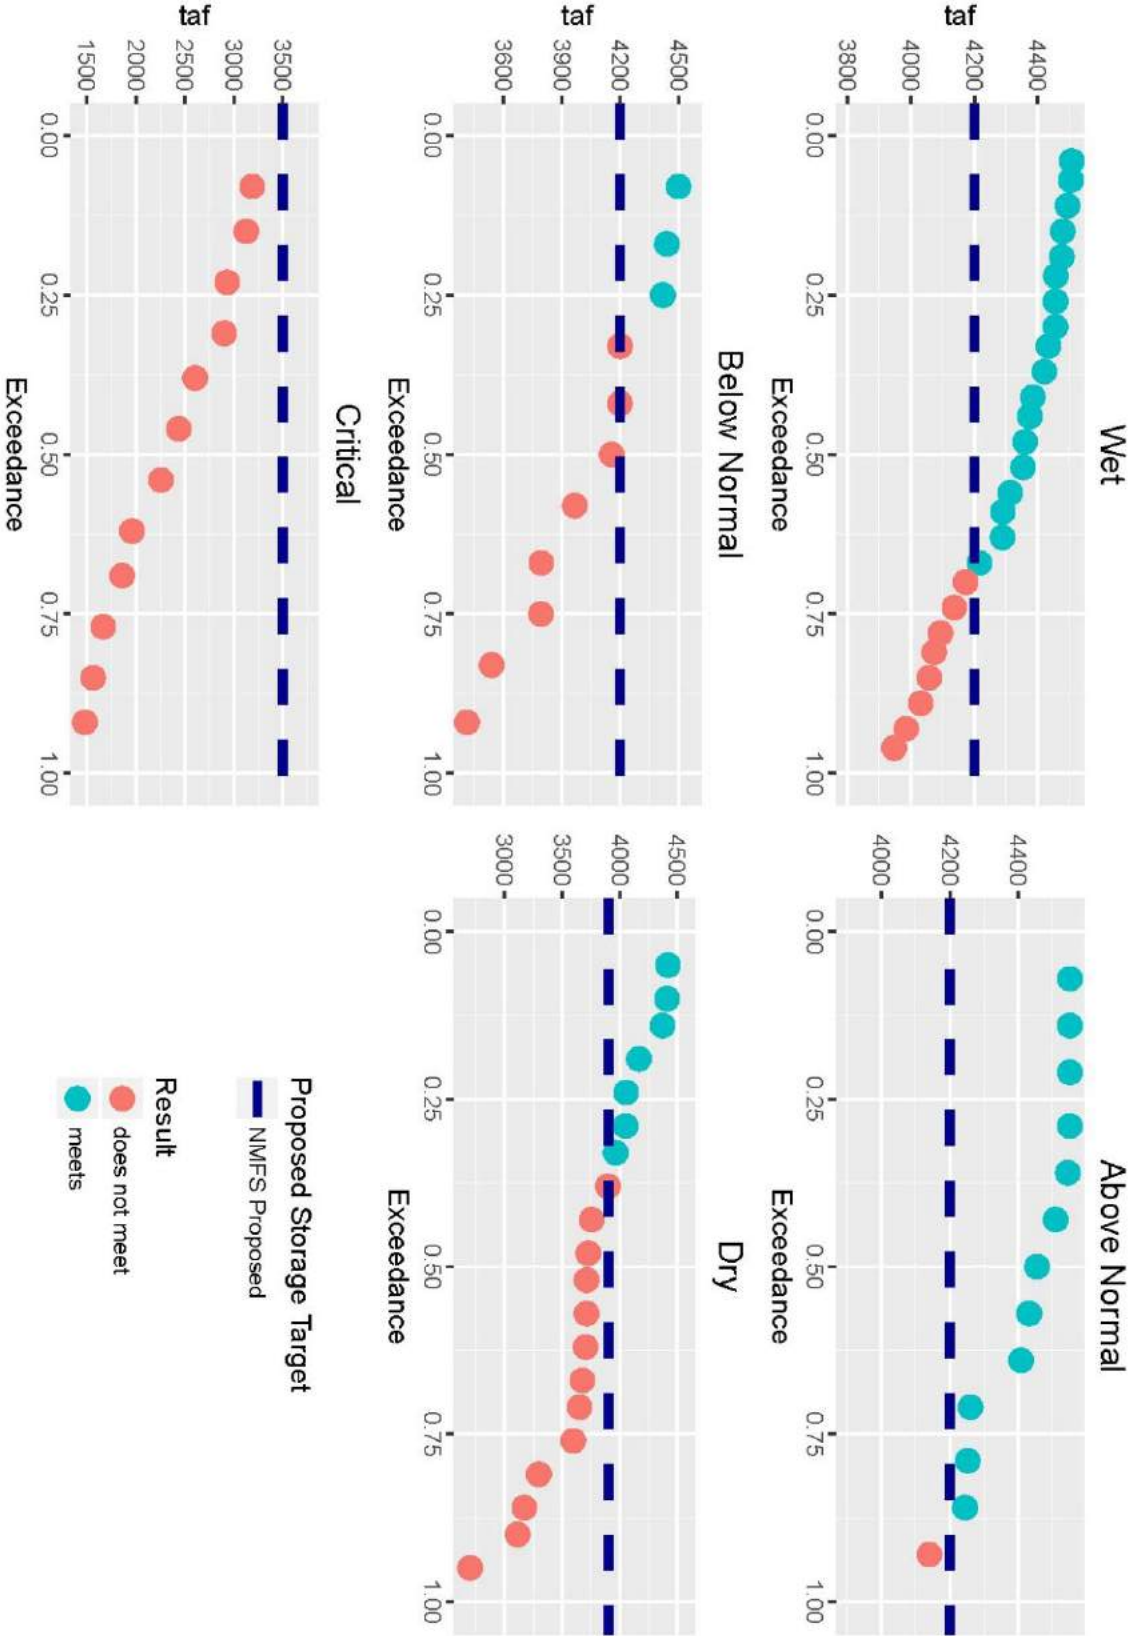 Wet
taf
4400
4200
4000
3800
0.00
0.25
0.50
0.75
1.00
Exceedance
Above Normal
4400
4200
4000
0.00
0.25
0.50
0.75
1.00
Exceedance
Below Normal
taf
4500
4200
3900
3600
0.00
0.25
0.50
0.75
1.00
Exceedance
Dry
4500
4000
3500
3000
0.00
0.25
0.50
0.75
1.00
Exceedance
Critical
taf
3500
3000
2500
2000
1500
0.00
0.25
0.50
0.75
1.00
Exceedance
Proposed Storage Target
NMFS Proposed
Result
does not meet
meets